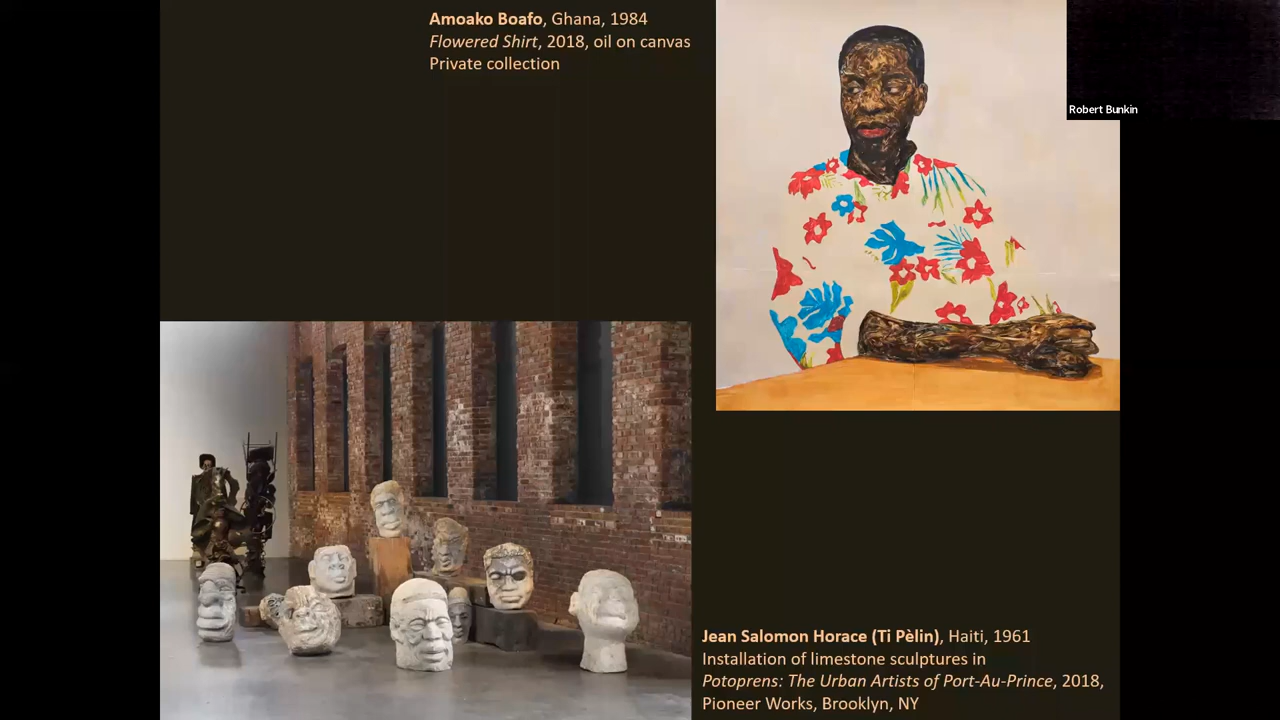 Amoako Boafo, Ghana, 1984
Flowered Shirt, 2018, oil on canvas
Private collection
Robert Bunkin
Jean Salomon Horace (Ti Pèlin), Haiti, 1961
Installation of limestone sculptures in
Potoprens: The Urban Artists of Port-Au-Prince, 2018,
Pioneer Works, Brooklyn, NY